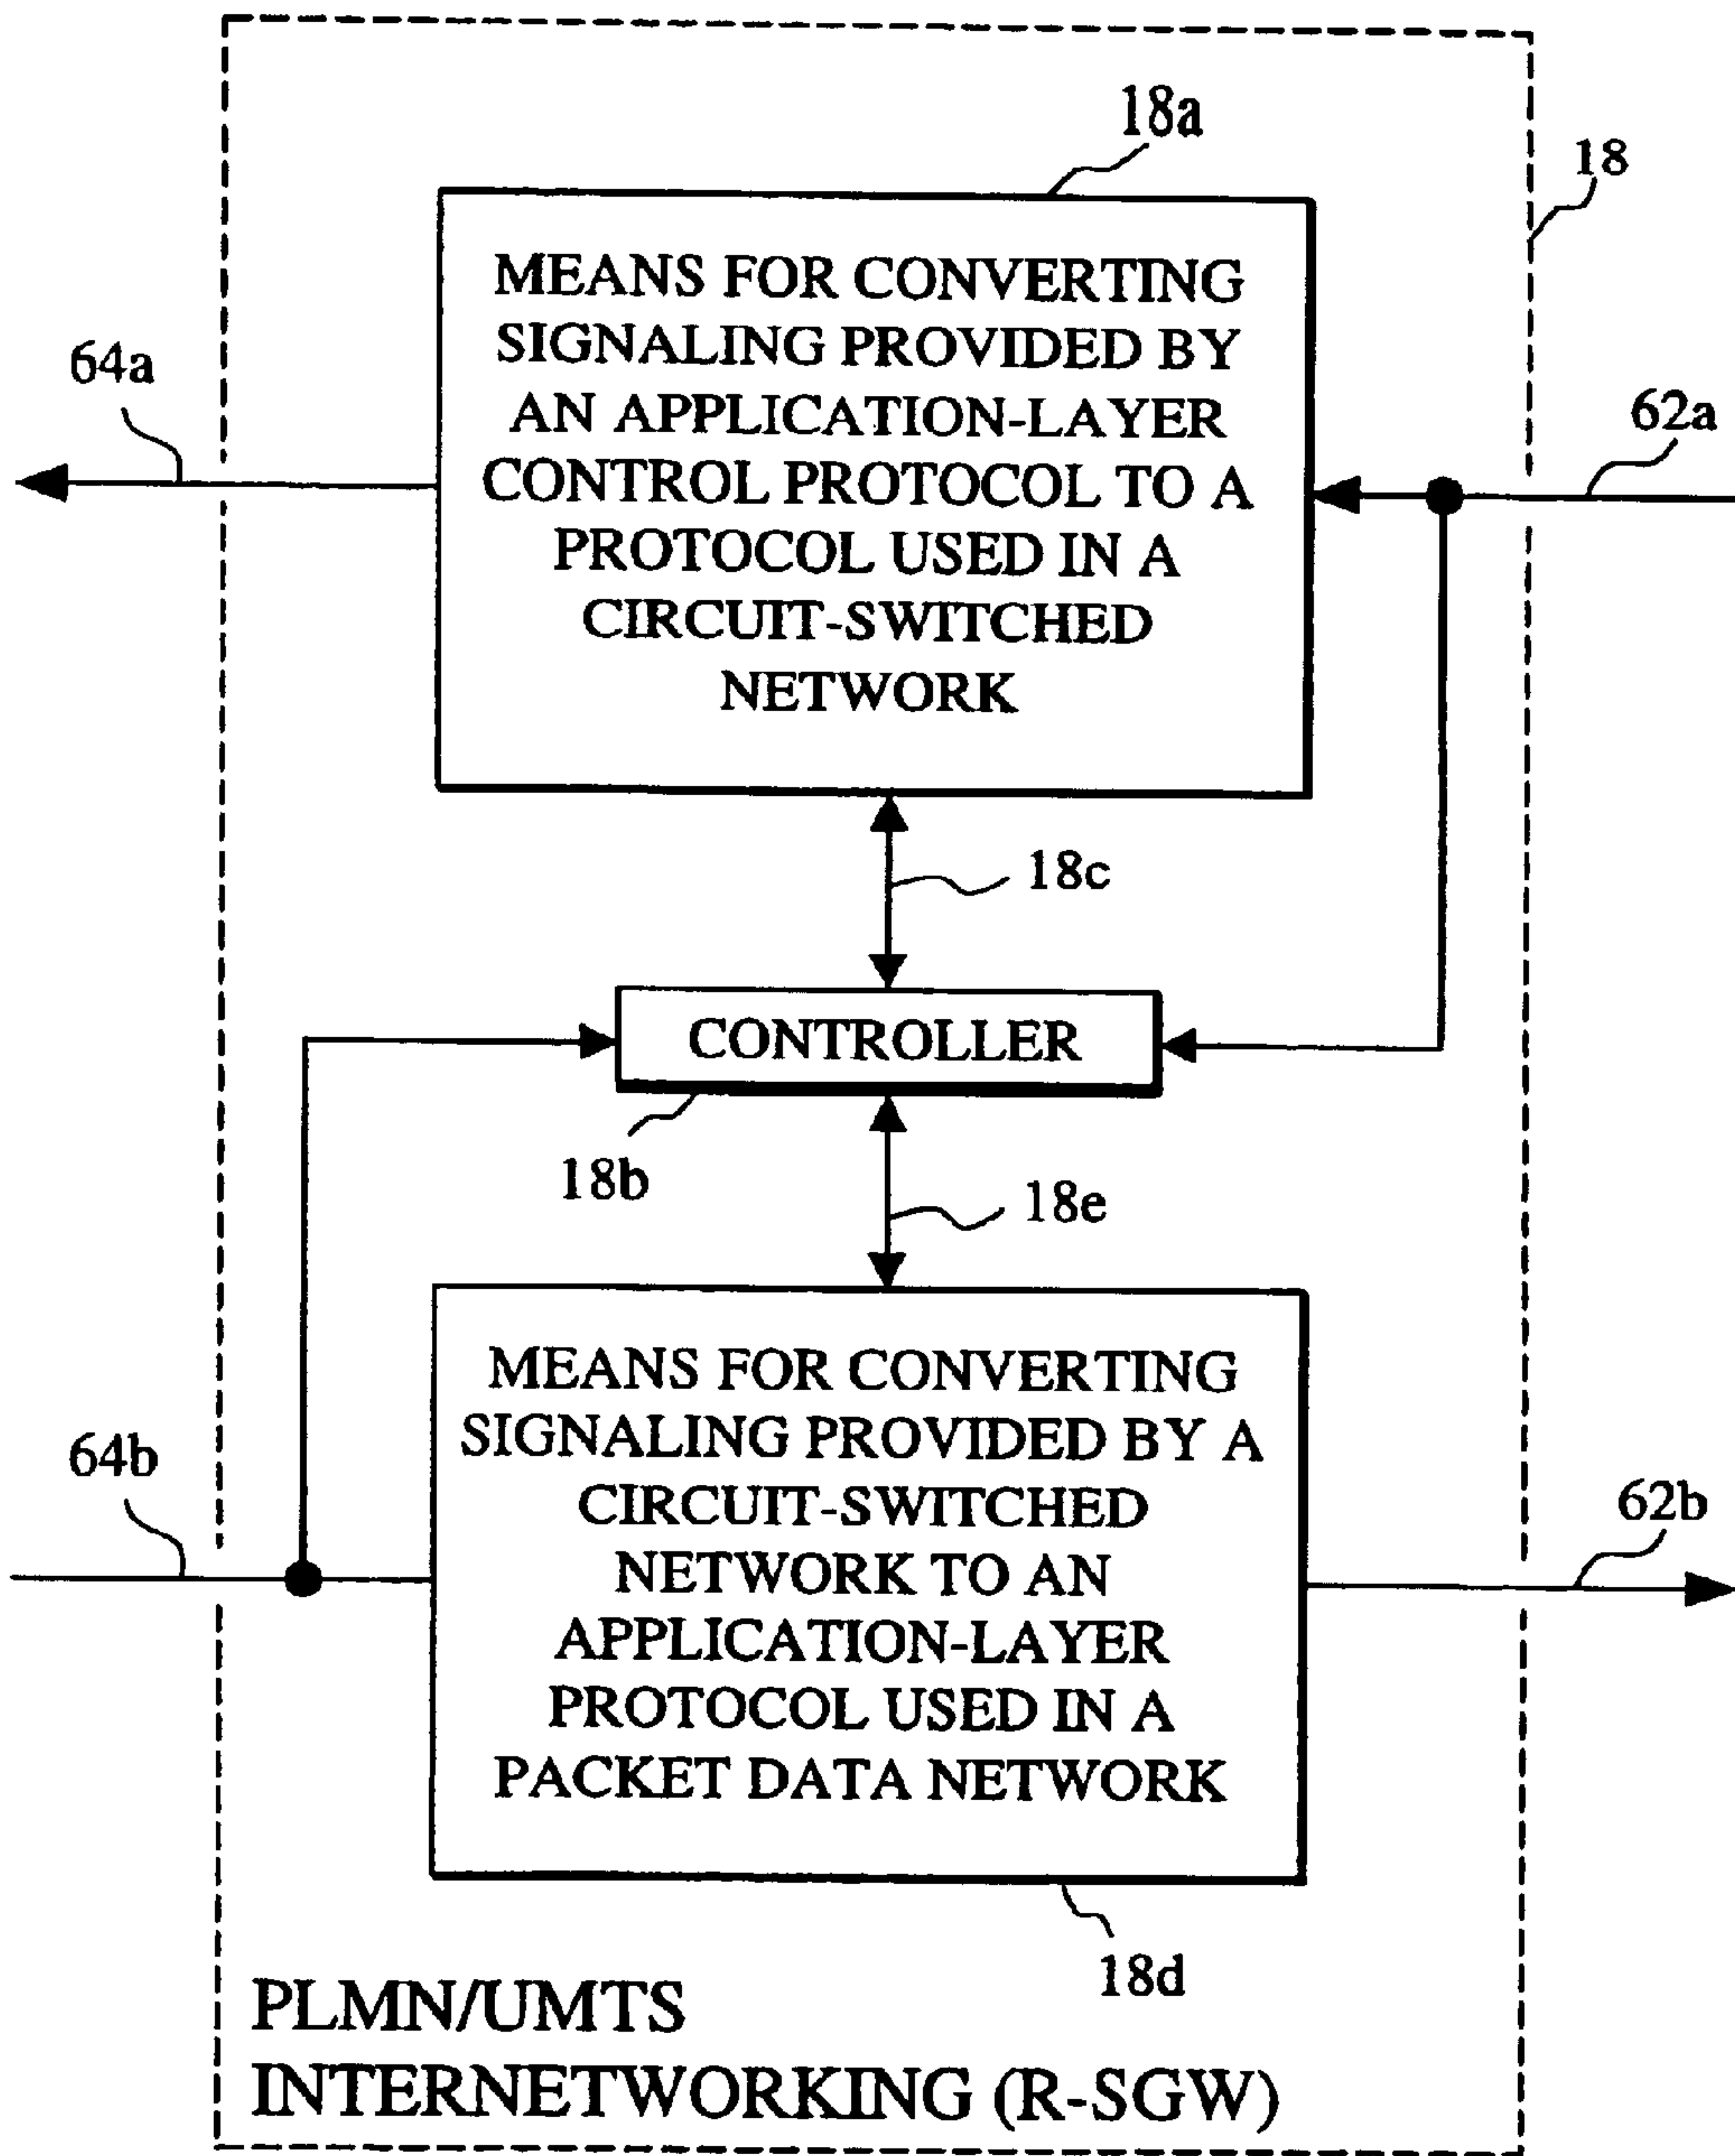 18a
18
MEANS FOR CONVERTING
SIGNALING PROVIDED BY
AN APPLICATION-LAYER
CONTROL PROTOCOL TO A
PROTOCOL USED IN A
CIRCUIT-SWITCHED
NETWORK
64a
62a
18c
CONTROLLER
18b
18e
MEANS FOR CONVERTING
SIGNALING PROVIDED BY A
CIRCUIT-SWITCHED
NETWORK TO AN
APPLICATION-LAYER
PROTOCOL USED IN A
PACKET DATA NETWORK
64b
62b
18d
PLMN/UMTS
INTERNETWORKING (R-SGW)